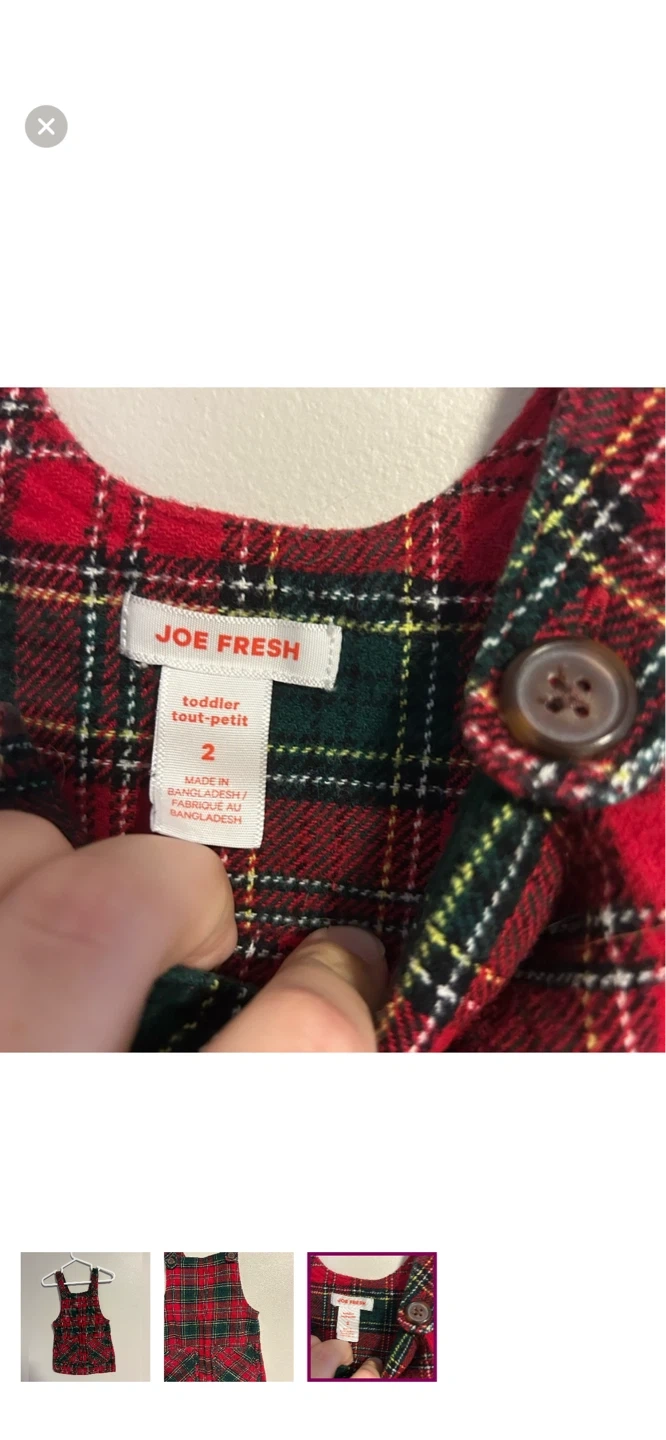 JOE FRESH
toddler
tout-petit
2
MADE IN
BANGLADESH /
FABRIQUÉ AU
BANGLADESH